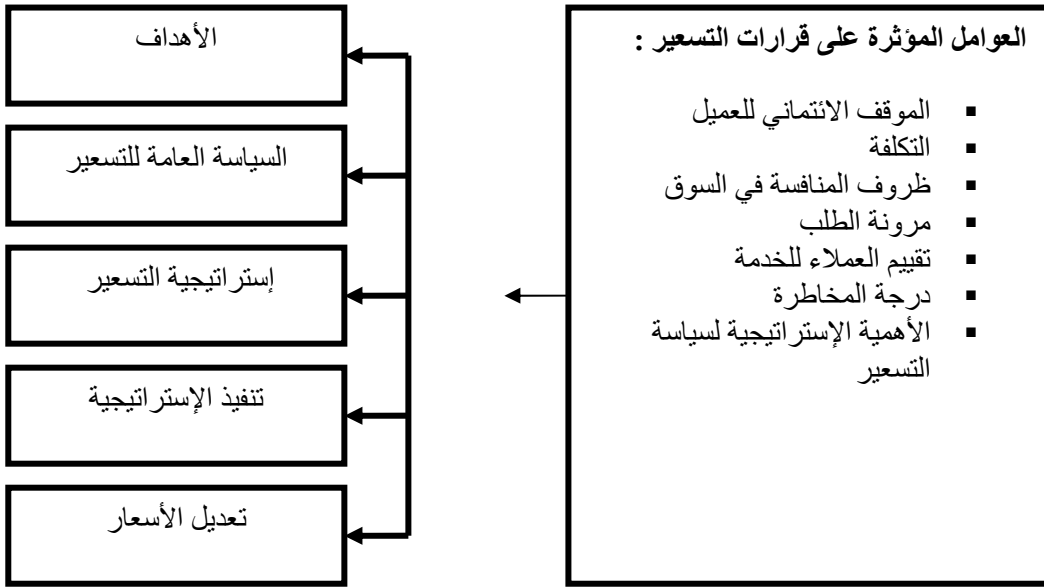 العوامل المؤثرة على قرارات التسعير :
▪ الموقف الائتماني للعميل
▪ التكلفة
▪ ظروف المنافسة في السوق
▪ مرونة الطلب
▪ تقييم العملاء للخدمة
▪ درجة المخاطرة
▪ الأهمية الإستراتيجية لسياسة
التسعير
الأهداف
السياسة العامة للتسعير
إستراتيجية التسعير
تنفيذ الإستراتيجية
تعديل الأسعار